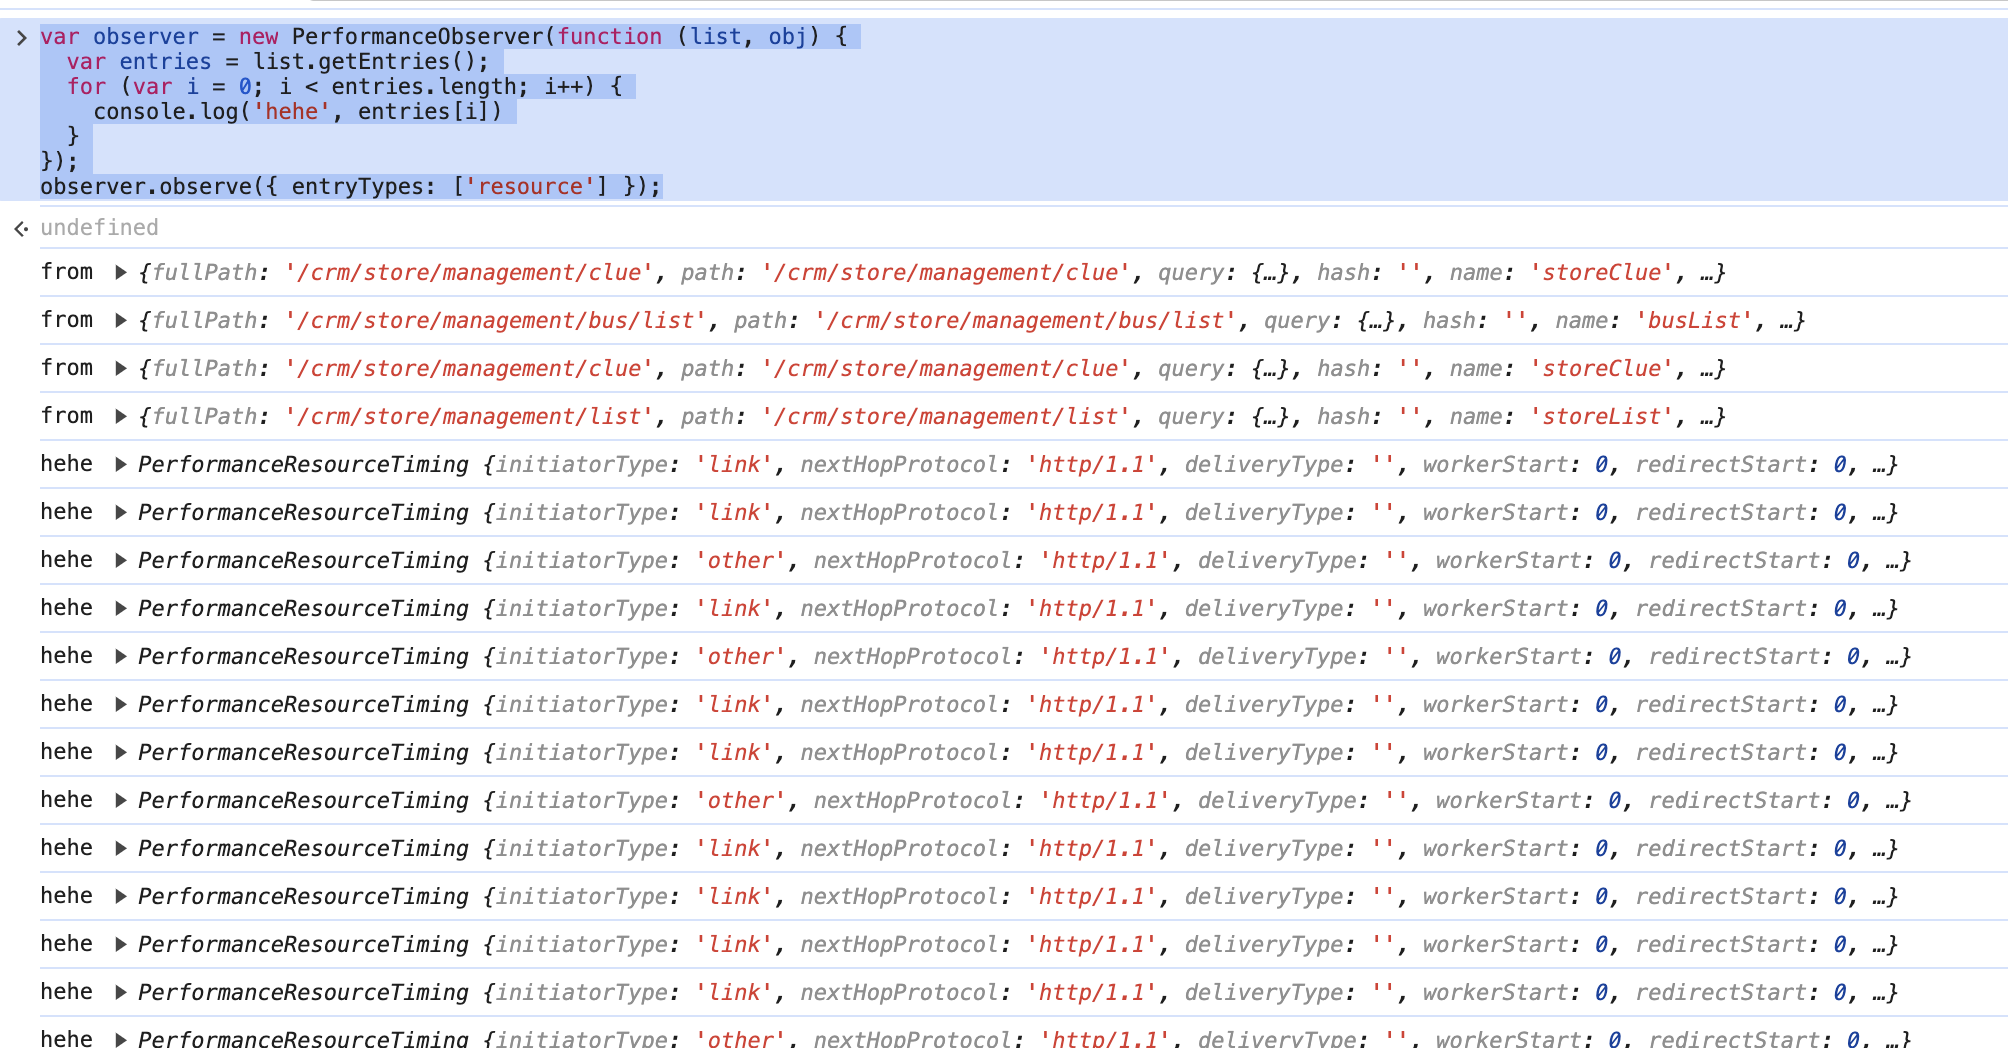 var observer = new PerformanceObserver(function (list, obj) {
  var entries = list.getEntries();
  for (var i = 0; i < entries.length; i++) {
    console.log('hehe', entries[i])
  }
});
observer.observe({ entryTypes: ['resource'] });
undefined
from ▶ {fullPath: '/crm/store/management/clue', path: '/crm/store/management/clue', query: {…}, hash: '', name: 'storeClue', …}
from ▶ {fullPath: '/crm/store/management/bus/list', path: '/crm/store/management/bus/list', query: {…}, hash: '', name: 'busList', …}
from ▶ {fullPath: '/crm/store/management/clue', path: '/crm/store/management/clue', query: {…}, hash: '', name: 'storeClue', …}
from ▶ {fullPath: '/crm/store/management/list', path: '/crm/store/management/list', query: {…}, hash: '', name: 'storeList', …}
hehe ▶ PerformanceResourceTiming {initiatorType: 'link', nextHopProtocol: 'http/1.1', deliveryType: '', workerStart: 0, redirectStart: 0, …}
hehe ▶ PerformanceResourceTiming {initiatorType: 'link', nextHopProtocol: 'http/1.1', deliveryType: '', workerStart: 0, redirectStart: 0, …}
hehe ▶ PerformanceResourceTiming {initiatorType: 'other', nextHopProtocol: 'http/1.1', deliveryType: '', workerStart: 0, redirectStart: 0, …}
hehe ▶ PerformanceResourceTiming {initiatorType: 'link', nextHopProtocol: 'http/1.1', deliveryType: '', workerStart: 0, redirectStart: 0, …}
hehe ▶ PerformanceResourceTiming {initiatorType: 'other', nextHopProtocol: 'http/1.1', deliveryType: '', workerStart: 0, redirectStart: 0, …}
hehe ▶ PerformanceResourceTiming {initiatorType: 'link', nextHopProtocol: 'http/1.1', deliveryType: '', workerStart: 0, redirectStart: 0, …}
hehe ▶ PerformanceResourceTiming {initiatorType: 'link', nextHopProtocol: 'http/1.1', deliveryType: '', workerStart: 0, redirectStart: 0, …}
hehe ▶ PerformanceResourceTiming {initiatorType: 'other', nextHopProtocol: 'http/1.1', deliveryType: '', workerStart: 0, redirectStart: 0, …}
hehe ▶ PerformanceResourceTiming {initiatorType: 'link', nextHopProtocol: 'http/1.1', deliveryType: '', workerStart: 0, redirectStart: 0, …}
hehe ▶ PerformanceResourceTiming {initiatorType: 'link', nextHopProtocol: 'http/1.1', deliveryType: '', workerStart: 0, redirectStart: 0, …}
hehe ▶ PerformanceResourceTiming {initiatorType: 'link', nextHopProtocol: 'http/1.1', deliveryType: '', workerStart: 0, redirectStart: 0, …}
hehe ▶ PerformanceResourceTiming {initiatorType: 'link', nextHopProtocol: 'http/1.1', deliveryType: '', workerStart: 0, redirectStart: 0, …}
hehe ▶ PerformanceResourceTiming {initiatorType: 'other', nextHopProtocol: 'http/1.1', deliveryType: '', workerStart: 0, redirectStart: 0, …}